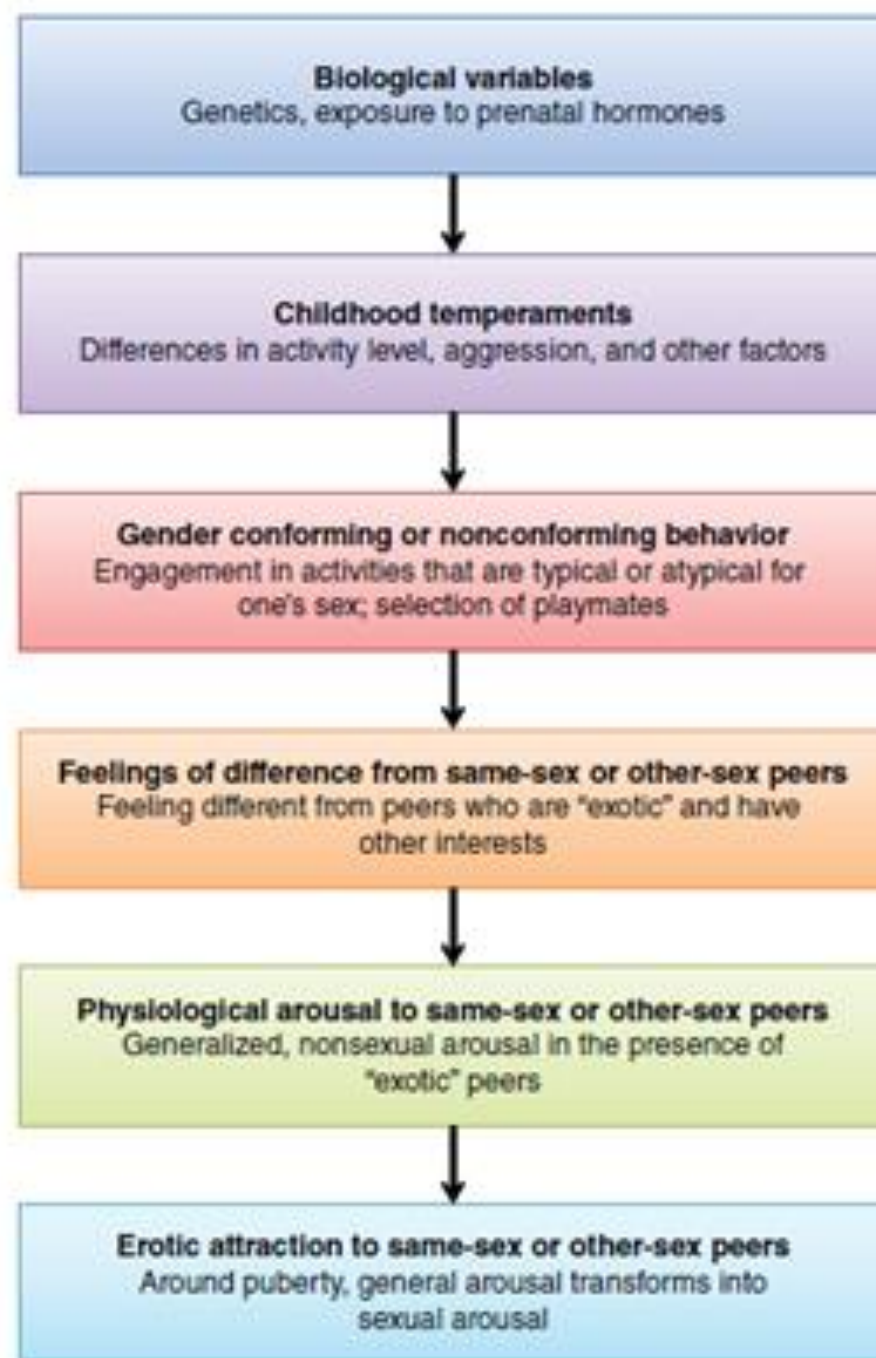 Biological variables
Genetics, exposure to prenatal hormones
Childhood temperaments
Differences in activity level, aggression, and other factors
Gender conforming or nonconforming behavior
Engagement in activities that are typical or atypical for
one's sex; selection of playmates
Feelings of difference from same-sex or other-sex peers
Feeling different from peers who are "exotic" and have
other interests
Physiological arousal to same-sex or other-sex peers
Generalized, nonsexual arousal in the presence of
"exotic" peers
Erotic attraction to same-sex or other-sex peers
Around puberty, general arousal transforms into
sexual arousal